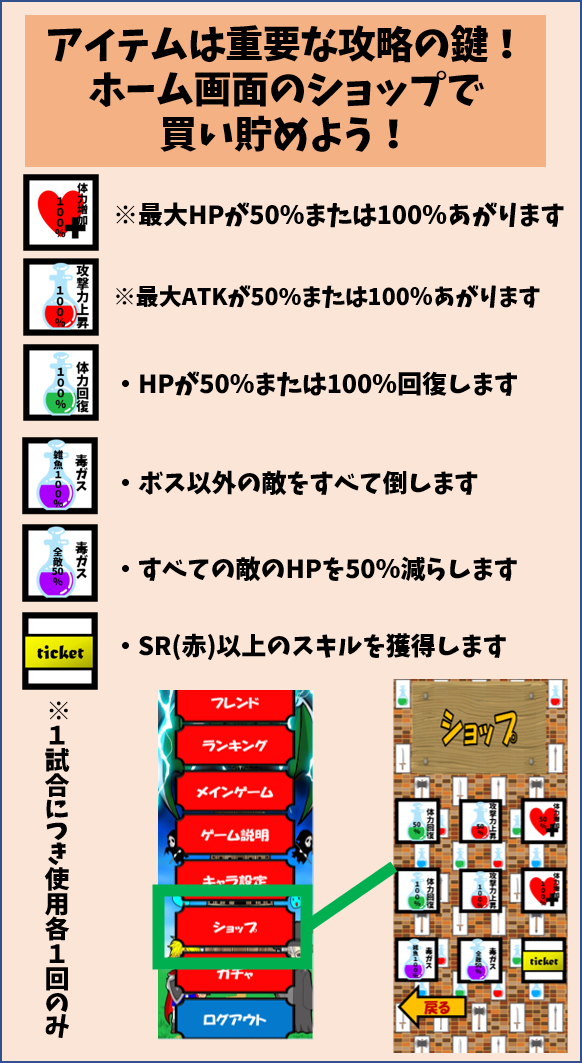 アイテムは重要な攻略の鍵！
ホーム画面のショップで
買い貯めよう！
体力増加
100%
※最大HPが50%または100%あがります
攻撃力上昇
100%
※最大ATKが50%または100%あがります
体力回復
100%
・HPが50%または100%回復します
毒ガス
雑魚100%
・ボス以外の敵をすべて倒します
毒ガス
全敵50%
・すべての敵のHPを50%減らします
ticket
・SR(赤)以上のスキルを獲得します
※1試合につき使用各1回のみ
フレンド
ランキング
メインゲーム
ゲーム説明
キャラ設定
ショップ
ガチャ
ログアウト
ショップ
体力回復
50%
攻撃力上昇
50%
体力増加
50%
体力回復
100%
攻撃力上昇
100%
体力増加
100%
毒ガス
雑魚100%
毒ガス
全敵50%
ticket
戻る